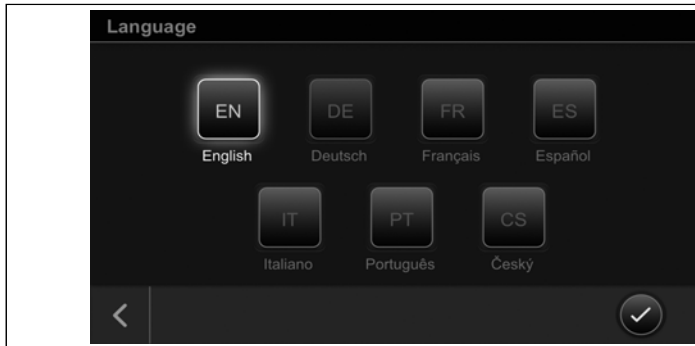 Language
EN DE FR ES
English Deutsch Français Español
IT PT CS
Italiano Português Český